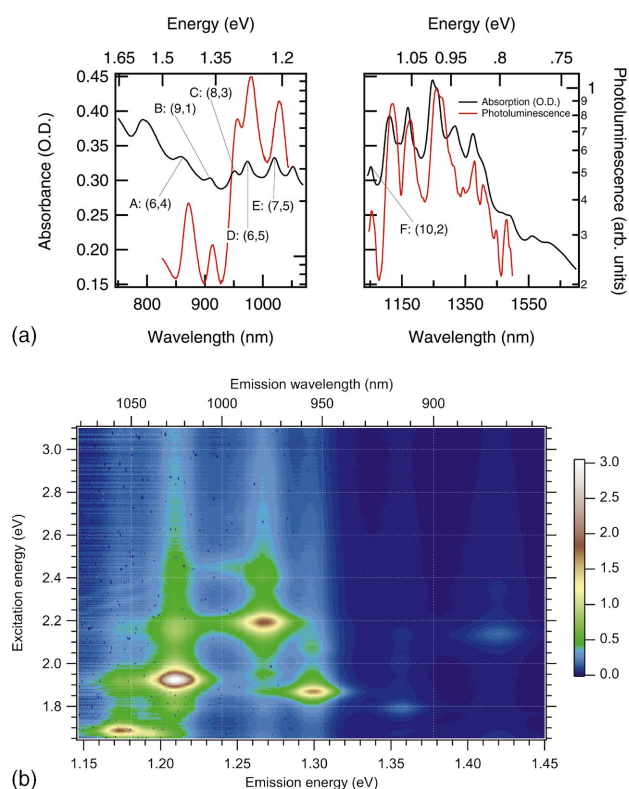 Energy (eV)
1.65 1.5 1.35 1.2
Energy (eV)
1.05 0.95 .8 .75
0.45
0.40
0.35
0.30
0.25
0.20
0.15
Absorbance (O.D.)
C: (8,3)
B: (9,1)
A: (6,4)
D: (6,5)
E: (7,5)
800 900 1000
Wavelength (nm)
Absorption (O.D.)
Photoluminescence
F: (10,2)
1
9
8
7
6
5
4
3
2
Photoluminescence (arb. units)
1150 1350 1550
Wavelength (nm)
(a)
Emission wavelength (nm)
1050 1000 950 900
Excitation energy (eV)
3.0
2.8
2.6
2.4
2.2
2.0
1.8
1.15 1.20 1.25 1.30 1.35 1.40 1.45
Emission energy (eV)
3.0
2.5
2.0
1.5
1.0
0.5
0.0
(b)